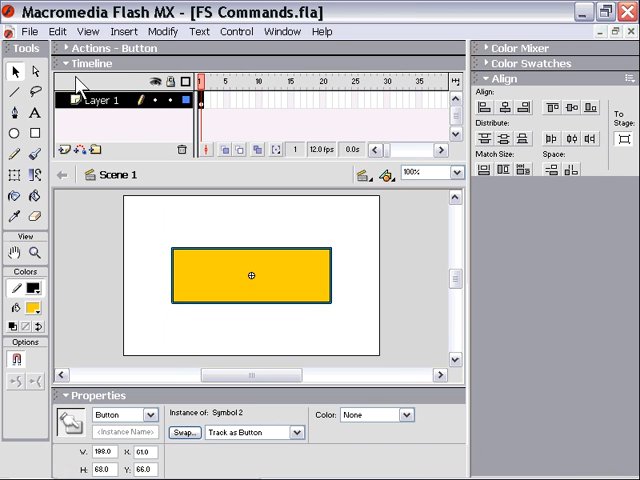 Macromedia Flash MX - [FS Commands.fla]
File Edit View Insert Modify Text Control Window Help
Tools
Actions - Button
Timeline
1 5 10 15 20 25 30 35
Layer 1
1 12.0 fps 0.0s
Scene 1
100%
View
Colors
Options
Properties
Button
Instance of: Symbol 2
Color: None
<Instance Name>
Swap...
Track as Button
W: 198.0 X: 61.0
H: 68.0 Y: 66.0
Color Mixer
Color Swatches
Align
Align:
Distribute:
To Stage:
Match Size:
Space: